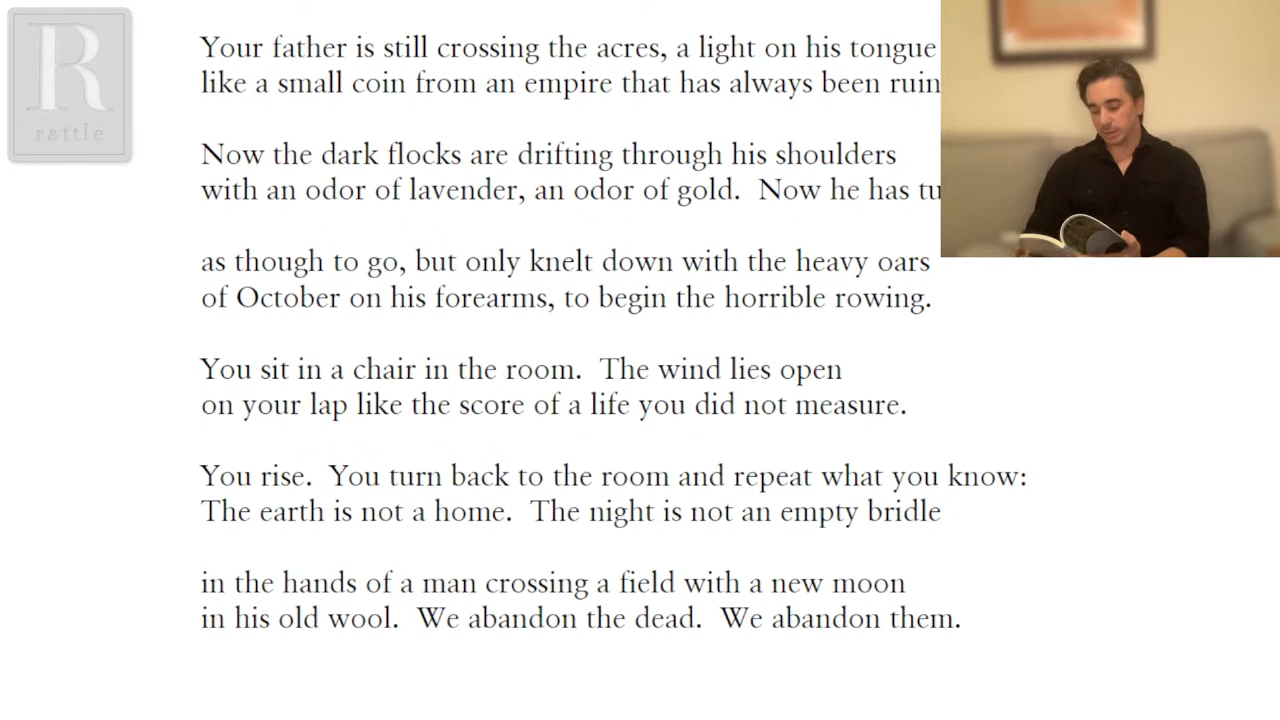 R
rattle
Your father is still crossing the acres, a light on his tongue
like a small coin from an empire that has always been ruin
Now the dark flocks are drifting through his shoulders
with an odor of lavender, an odor of gold.  Now he has tu
as though to go, but only knelt down with the heavy oars
of October on his forearms, to begin the horrible rowing.
You sit in a chair in the room.  The wind lies open
on your lap like the score of a life you did not measure.
You rise.  You turn back to the room and repeat what you know:
The earth is not a home.  The night is not an empty bridle
in the hands of a man crossing a field with a new moon
in his old wool.  We abandon the dead.  We abandon them.